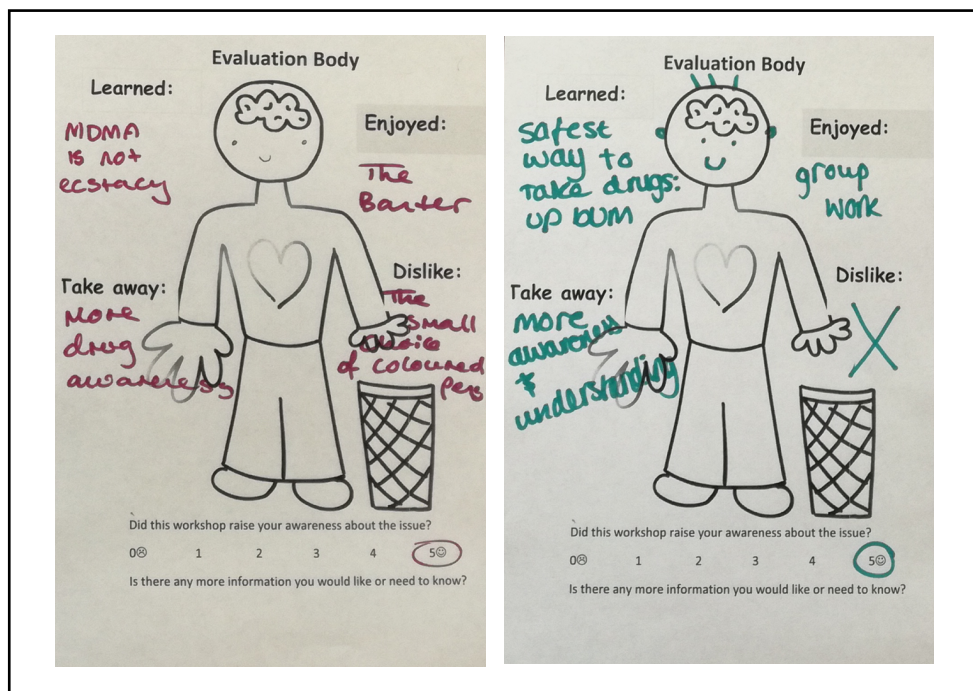 Evaluation Body
Learned:
MDMA
is not
ecstacy
Enjoyed:
The
Banter
Take away:
More
drug
awareness
Dislike:
The
small
choice
of coloured
pens
Did this workshop raise your awareness about the issue?
0☹ 1 2 3 4 5☺
Is there any more information you would like or need to know?
Evaluation Body
Learned:
safest
way to
take drugs:
up bum
Enjoyed:
group
work
Take away:
more
awareness
+
understanding
Dislike:
Did this workshop raise your awareness about the issue?
0☹ 1 2 3 4 5☺
Is there any more information you would like or need to know?